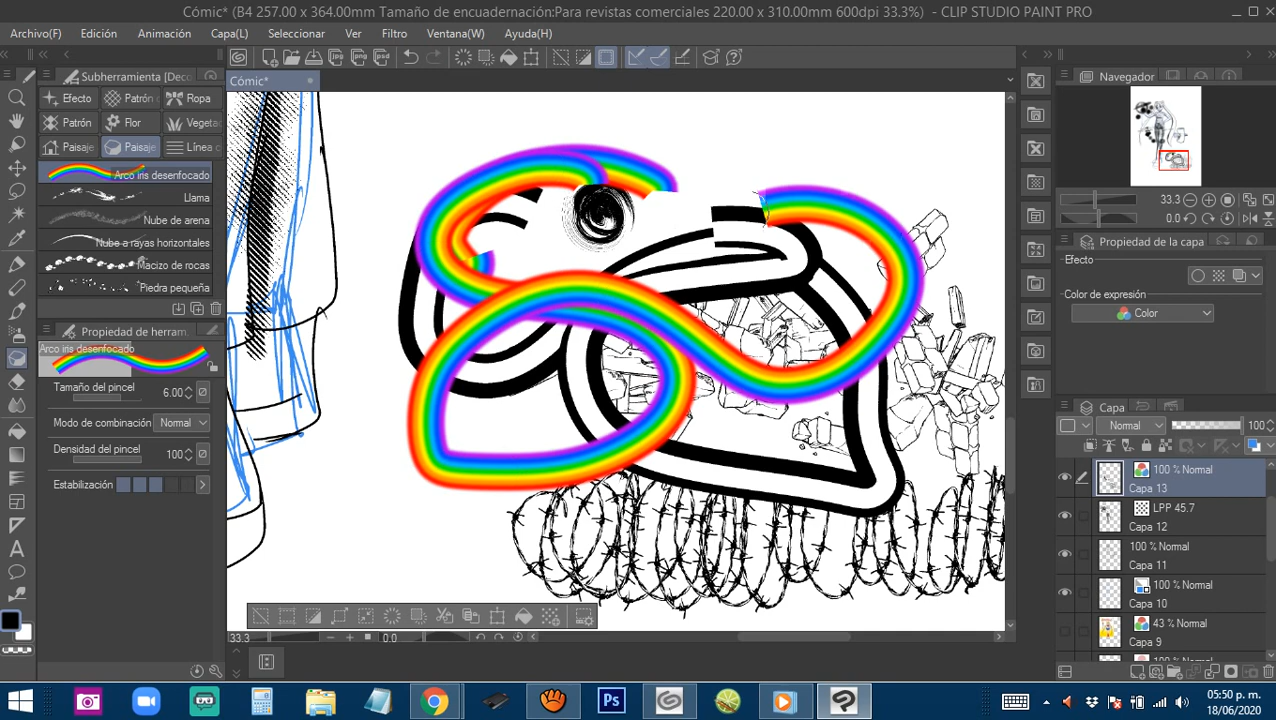 Cómic* (B4 257.00 x 364.00mm Tamaño de encuadernación:Para revistas comerciales 220.00 x 310.00mm 600dpi 33.3%) - CLIP STUDIO PAINT PRO
Archivo(F) Edición Animación Capa(L) Seleccionar Ver Filtro Ventana(W) Ayuda(H)
Subherramienta [Deco
Cómic*
Navegador
Efecto Patrón Ropa
Patrón Flor Vegeta
Paisaje Paisaje Línea c
Arco iris desenfocado
Llama
Nube de arena
Nube a rayas horizontales
Macizo de rocas
Piedra pequeña
33.3
0.0
Propiedad de la capa
Efecto
Color de expresión
Color
Propiedad de herram
Arco iris desenfocado
Tamaño del pincel 6.00
Modo de combinación Normal
Densidad del pincel 100
Estabilización
Capa
Normal 100
100 % Normal
Capa 13
LPP 45.7
Capa 12
100 % Normal
Capa 11
100 % Normal
Capa 10
43 % Normal
Capa 9
33.3 0.0
Ps
05:50 p. m.
18/06/2020